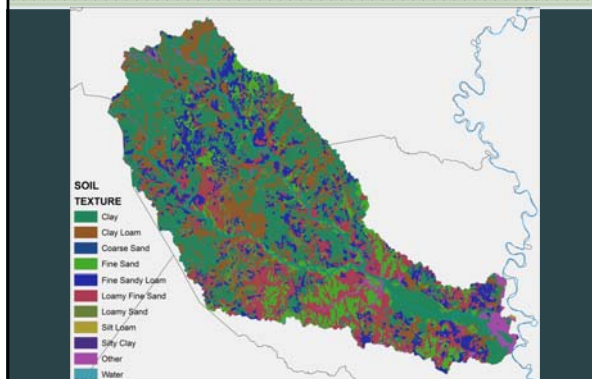 SOIL
TEXTURE
Clay
Clay Loam
Coarse Sand
Fine Sand
Fine Sandy Loam
Loamy Fine Sand
Loamy Sand
Silt Loam
Silty Clay
Other
Water